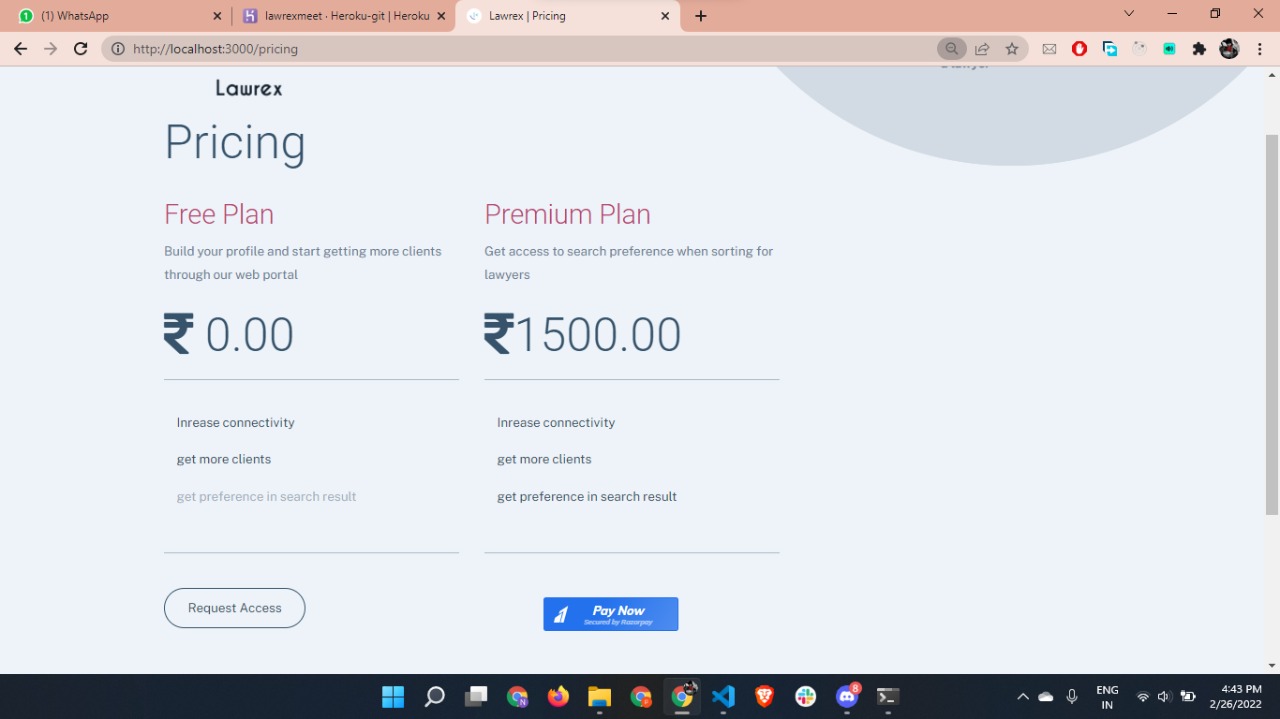 (1) WhatsApp
lawrexmeet · Heroku-git | Heroku
Lawrex | Pricing
http://localhost:3000/pricing
Lawrex
Pricing
Free Plan
Build your profile and start getting more clients
through our web portal
₹ 0.00
Inrease connectivity
get more clients
get preference in search result
Request Access
Premium Plan
Get access to search preference when sorting for
lawyers
₹1500.00
Inrease connectivity
get more clients
get preference in search result
Pay Now
Secured by Razorpay
8
ENG
IN
4:43 PM
2/26/2022